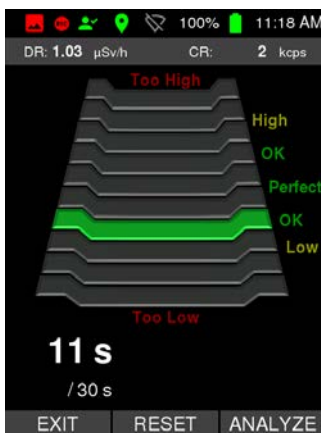 100% 11:18 AM
DR: 1.03 µSv/h CR: 2 kcps
Too High
High
OK
Perfect
OK
Low
Too Low
11 s
/ 30 s
EXIT RESET ANALYZE